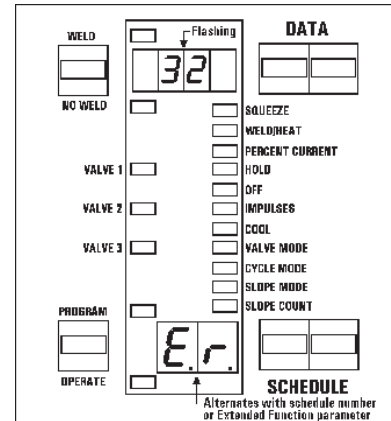 WELD
NO WELD
Flashing
32
DATA
SQUEEZE
WELD/HEAT
PERCENT CURRENT
VALVE 1
HOLD
OFF
VALVE 2
IMPULSES
COOL
VALVE 3
VALVE MODE
CYCLE MODE
SLOPE MODE
SLOPE COUNT
PROGRAM
OPERATE
E.r.
SCHEDULE
Alternates with schedule number
or Extended Function parameter